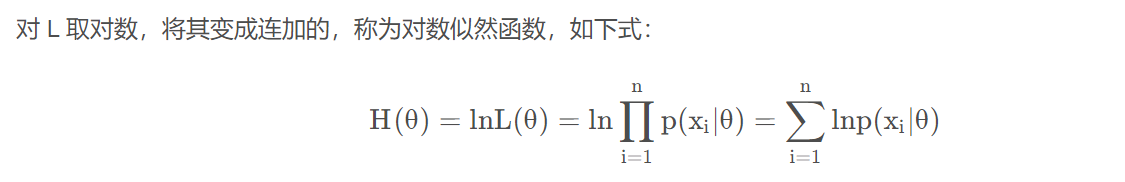 对 L 取对数，将其变成连加的，称为对数似然函数，如下式：
H(θ) = lnL(θ) = ln ∏_{i=1}^{n} p(x_i|θ) = ∑_{i=1}^{n} lnp(x_i|θ)